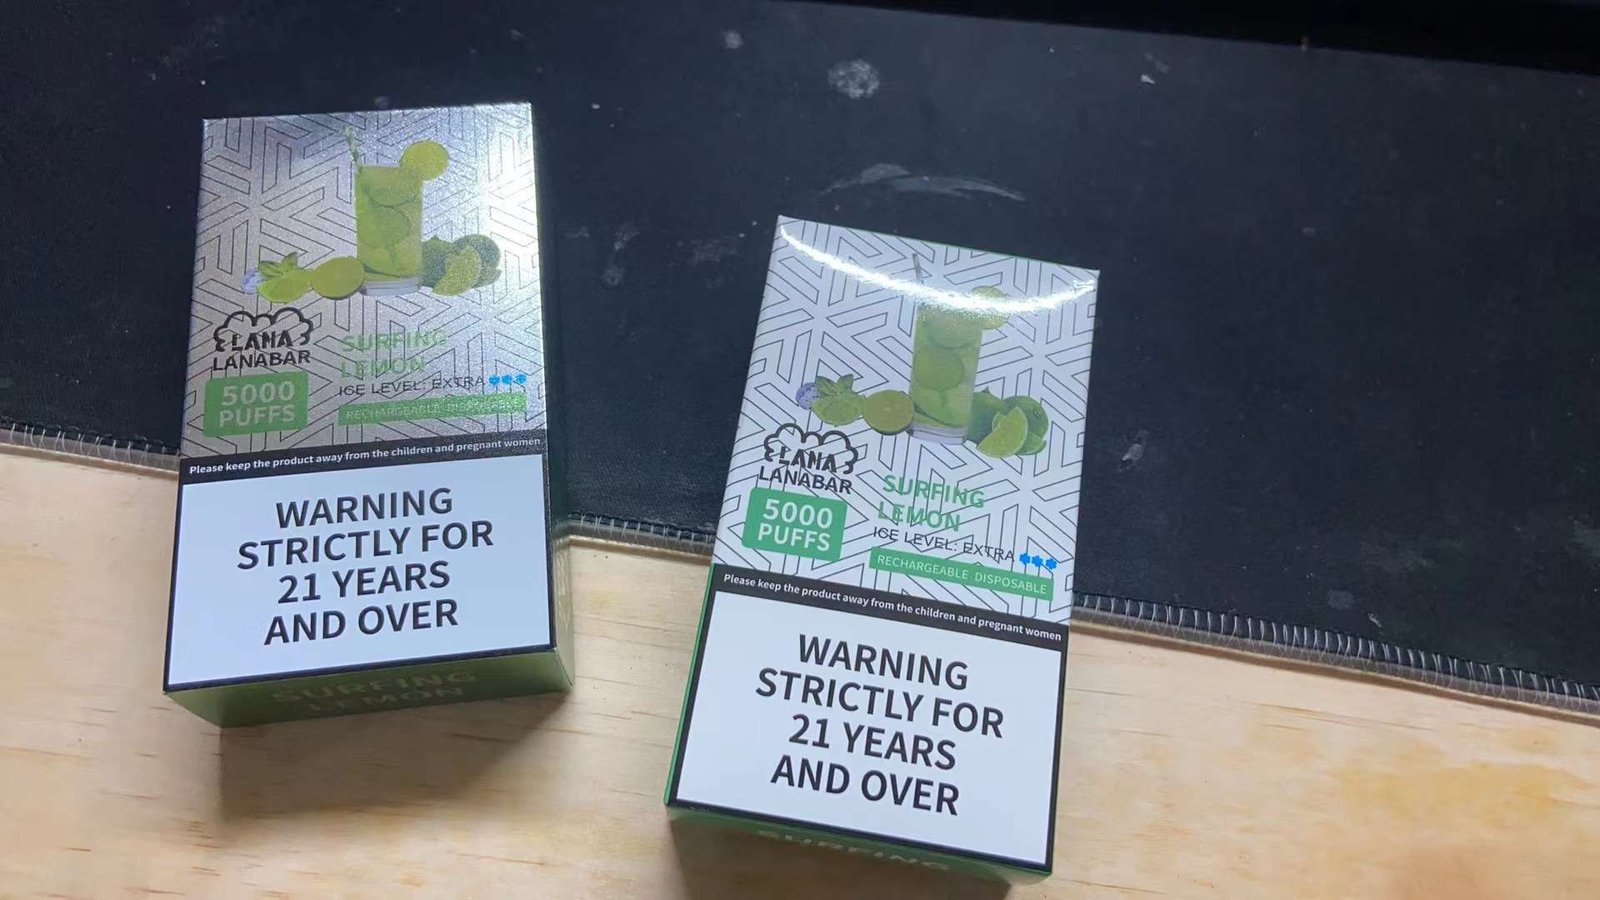 LANA
LANABAR
5000
PUFFS
SURFING
LEMON
ICE LEVEL: EXTRA
RECHARGEABLE DISPOSABLE
Please keep the product away from the children and pregnant women
WARNING
STRICTLY FOR
21 YEARS
AND OVER
SURFING
LEMON
LANA
LANABAR
5000
PUFFS
SURFING
LEMON
ICE LEVEL: EXTRA
RECHARGEABLE DISPOSABLE
Please keep the product away from the children and pregnant women
WARNING
STRICTLY FOR
21 YEARS
AND OVER
SURFING